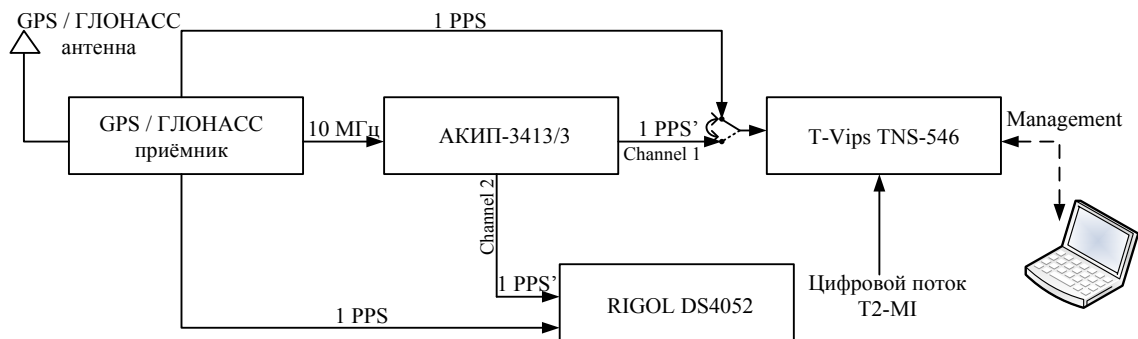 GPS / ГЛОНАСС
антенна
1 PPS
GPS / ГЛОНАСС
приёмник
10 МГц
АКИП-3413/3
1 PPS’
Channel 1
T-Vips TNS-546
Management
Channel 2
1 PPS’
1 PPS
RIGOL DS4052
Цифровой поток
T2-MI